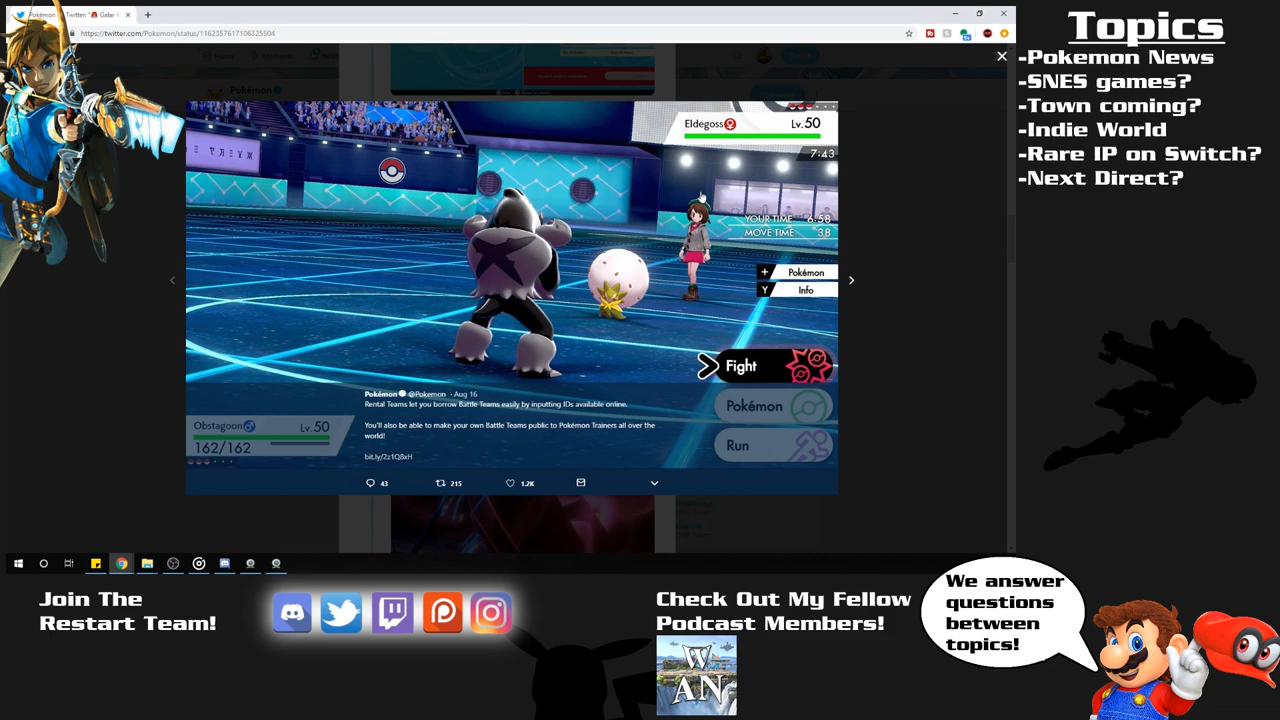 Pokémon
Twitter: "
Galar
https://twitter.com/Pokemon/status/1162357617106325504
Topics
-Pokemon News
-SNES games?
-Town coming?
-Indie World
-Rare IP on Switch?
-Next Direct?
Pokémon
Eldegoss
Lv. 50
7:43
YOUR TIME 6:58
MOVE TIME 38
+ Pokémon
Y Info
Fight
Pokémon
Run
Pokémon @Pokemon · Aug 16
Rental Teams let you borrow Battle Teams easily by inputting IDs available online.
You'll also be able to make your own Battle Teams public to Pokémon Trainers all over the
world!
bit.ly/2z1Q8xH
Obstagoon
Lv. 50
162/162
43
215
1.2K
Join The
Restart Team!
Check Out My Fellow
Podcast Members!
W
AN
We answer
questions
between
topics!